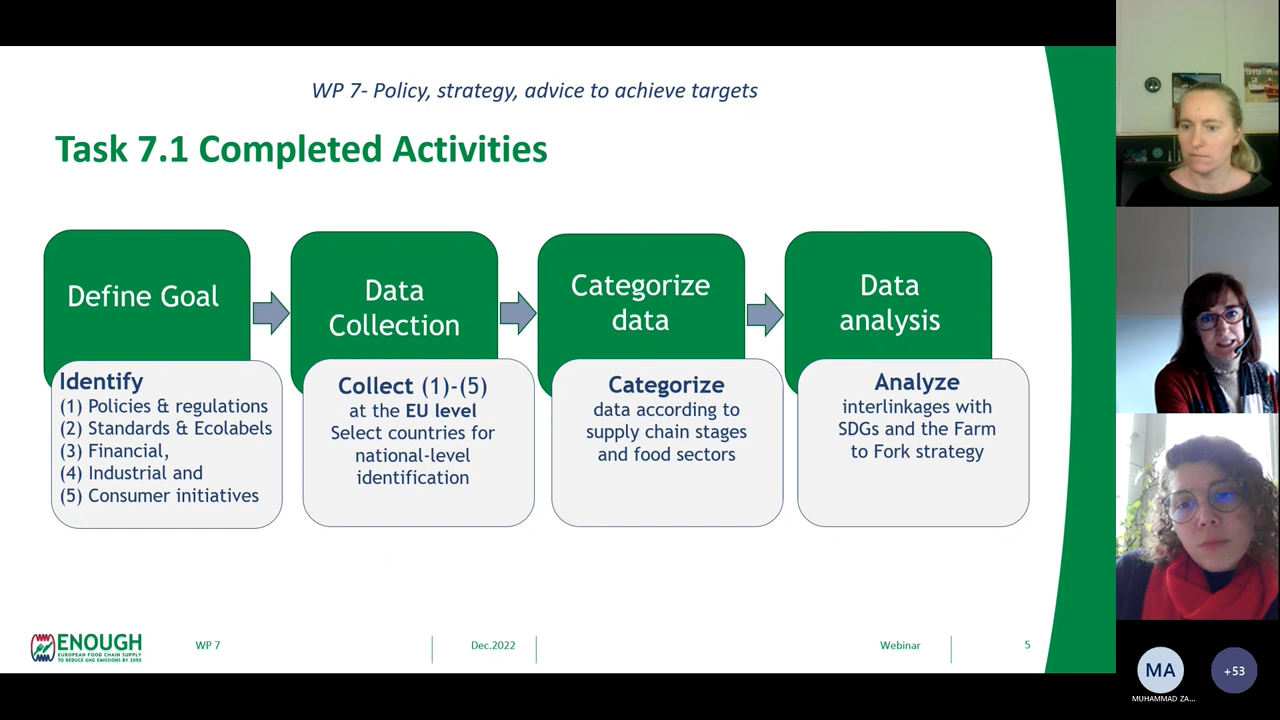 WP 7- Policy, strategy, advice to achieve targets
Task 7.1 Completed Activities
Define Goal
Identify
(1) Policies & regulations
(2) Standards & Ecolabels
(3) Financial,
(4) Industrial and
(5) Consumer initiatives
Data
Collection
Collect (1)-(5)
at the EU level
Select countries for
national-level
identification
Categorize
data
Categorize
data according to
supply chain stages
and food sectors
Data
analysis
Analyze
interlinkages with
SDGs and the Farm
to Fork strategy
ENOUGH
EUROPEAN FOOD CHAIN SUPPLY
TO REDUCE GHG EMISSIONS BY 2050
WP 7
Dec.2022
Webinar
5
MA
MUHAMMAD ZA...
+53